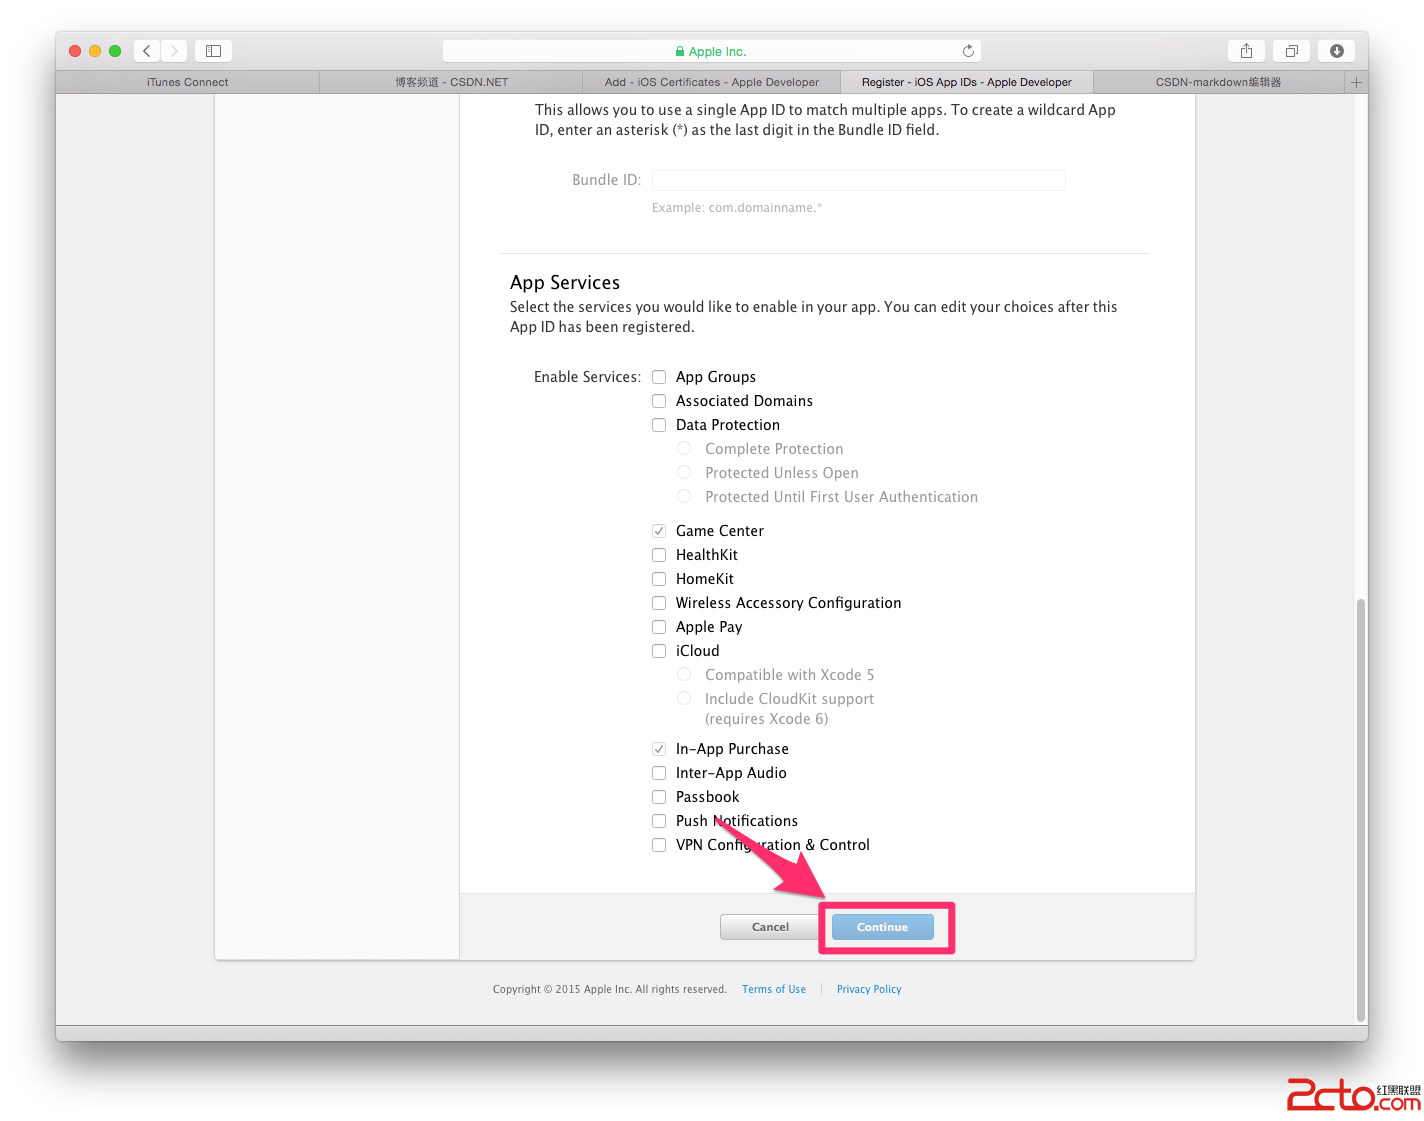 Apple Inc.
iTunes Connect
博客频道 - CSDN.NET
Add - iOS Certificates - Apple Developer
Register - iOS App IDs - Apple Developer
CSDN-markdown编辑器
This allows you to use a single App ID to match multiple apps. To create a wildcard App
ID, enter an asterisk (*) as the last digit in the Bundle ID field.
Bundle ID:
Example: com.domainname.*
App Services
Select the services you would like to enable in your app. You can edit your choices after this
App ID has been registered.
Enable Services:
App Groups
Associated Domains
Data Protection
Complete Protection
Protected Unless Open
Protected Until First User Authentication
Game Center
HealthKit
HomeKit
Wireless Accessory Configuration
Apple Pay
iCloud
Compatible with Xcode 5
Include CloudKit support
(requires Xcode 6)
In-App Purchase
Inter-App Audio
Passbook
Push Notifications
VPN Configuration & Control
Cancel
Continue
Copyright © 2015 Apple Inc. All rights reserved.
Terms of Use
Privacy Policy
红黑联盟
2cto.com